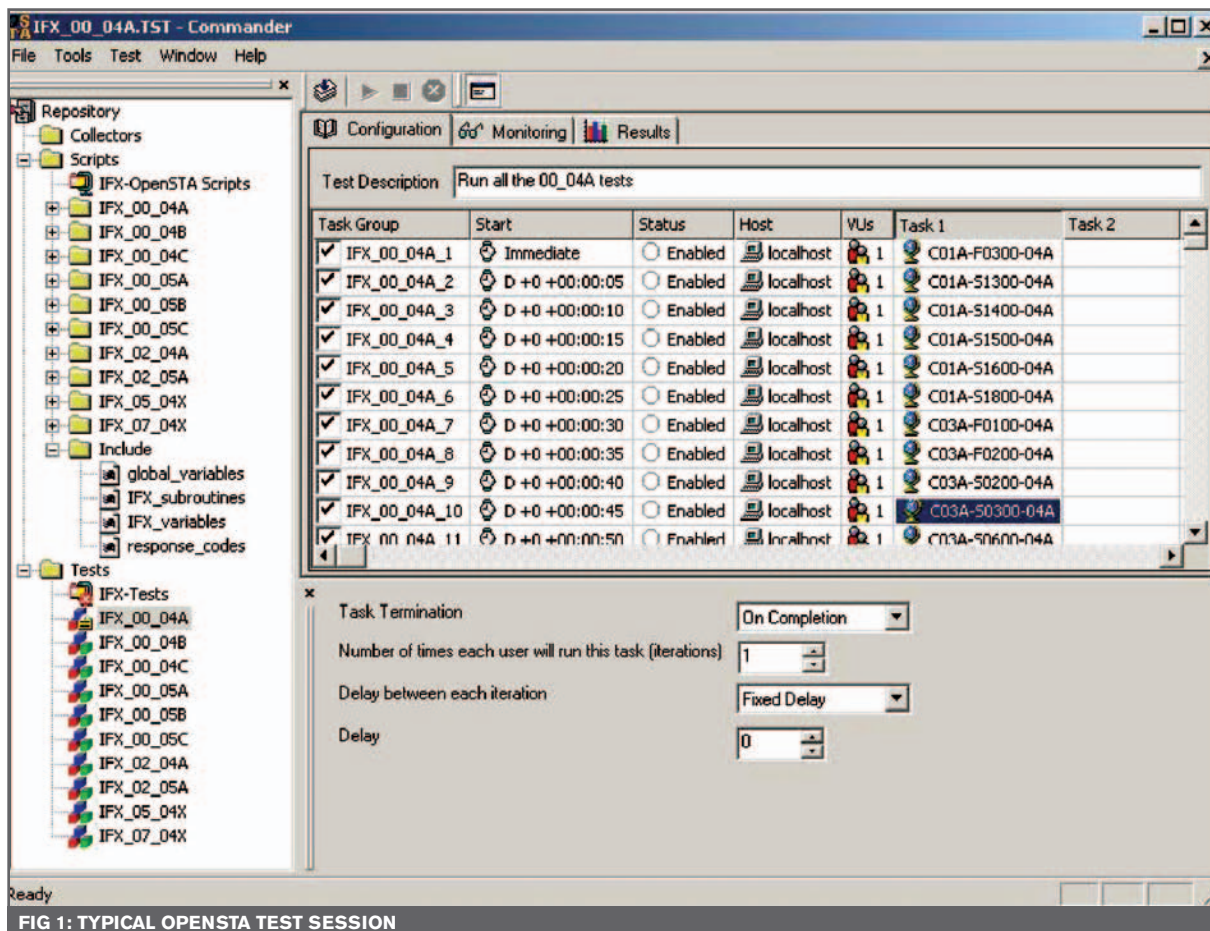 IFX_00_04A.TST - Commander
File Tools Test Window Help
Repository
Collectors
Scripts
IFX-OpenSTA Scripts
IFX_00_04A
IFX_00_04B
IFX_00_04C
IFX_00_05A
IFX_00_05B
IFX_00_05C
IFX_02_04A
IFX_02_05A
IFX_05_04X
IFX_07_04X
Include
global_variables
IFX_subroutines
IFX_variables
response_codes
Tests
IFX-Tests
IFX_00_04A
IFX_00_04B
IFX_00_04C
IFX_00_05A
IFX_00_05B
IFX_00_05C
IFX_02_04A
IFX_02_05A
IFX_05_04X
IFX_07_04X
Configuration Monitoring Results
Test Description Run all the 00_04A tests
Task Group Start Status Host VUs Task 1 Task 2
IFX_00_04A_1 Immediate Enabled localhost 1 C01A-F0300-04A
IFX_00_04A_2 D +0 +00:00:05 Enabled localhost 1 C01A-S1300-04A
IFX_00_04A_3 D +0 +00:00:10 Enabled localhost 1 C01A-S1400-04A
IFX_00_04A_4 D +0 +00:00:15 Enabled localhost 1 C01A-S1500-04A
IFX_00_04A_5 D +0 +00:00:20 Enabled localhost 1 C01A-S1600-04A
IFX_00_04A_6 D +0 +00:00:25 Enabled localhost 1 C01A-S1800-04A
IFX_00_04A_7 D +0 +00:00:30 Enabled localhost 1 C03A-F0100-04A
IFX_00_04A_8 D +0 +00:00:35 Enabled localhost 1 C03A-F0200-04A
IFX_00_04A_9 D +0 +00:00:40 Enabled localhost 1 C03A-S0200-04A
IFX_00_04A_10 D +0 +00:00:45 Enabled localhost 1 C03A-S0300-04A
IFX_00_04A_11 D +0 +00:00:50 Enabled localhost 1 C03A-S0600-04A
Task Termination On Completion
Number of times each user will run this task (iterations) 1
Delay between each iteration Fixed Delay
Delay 0
Ready
FIG 1: TYPICAL OPENSTA TEST SESSION